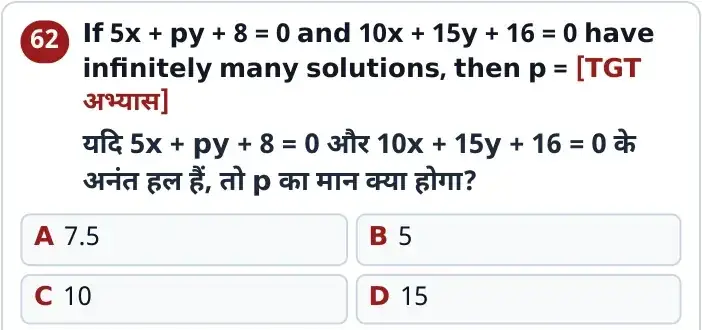 62 If 5x + py + 8 = 0 and 10x + 15y + 16 = 0 have
infinitely many solutions, then p = [TGT
अभ्यास]
यदि 5x + py + 8 = 0 और 10x + 15y + 16 = 0 के
अनंत हल हैं, तो p का मान क्या होगा?
A 7.5
B 5
C 10
D 15